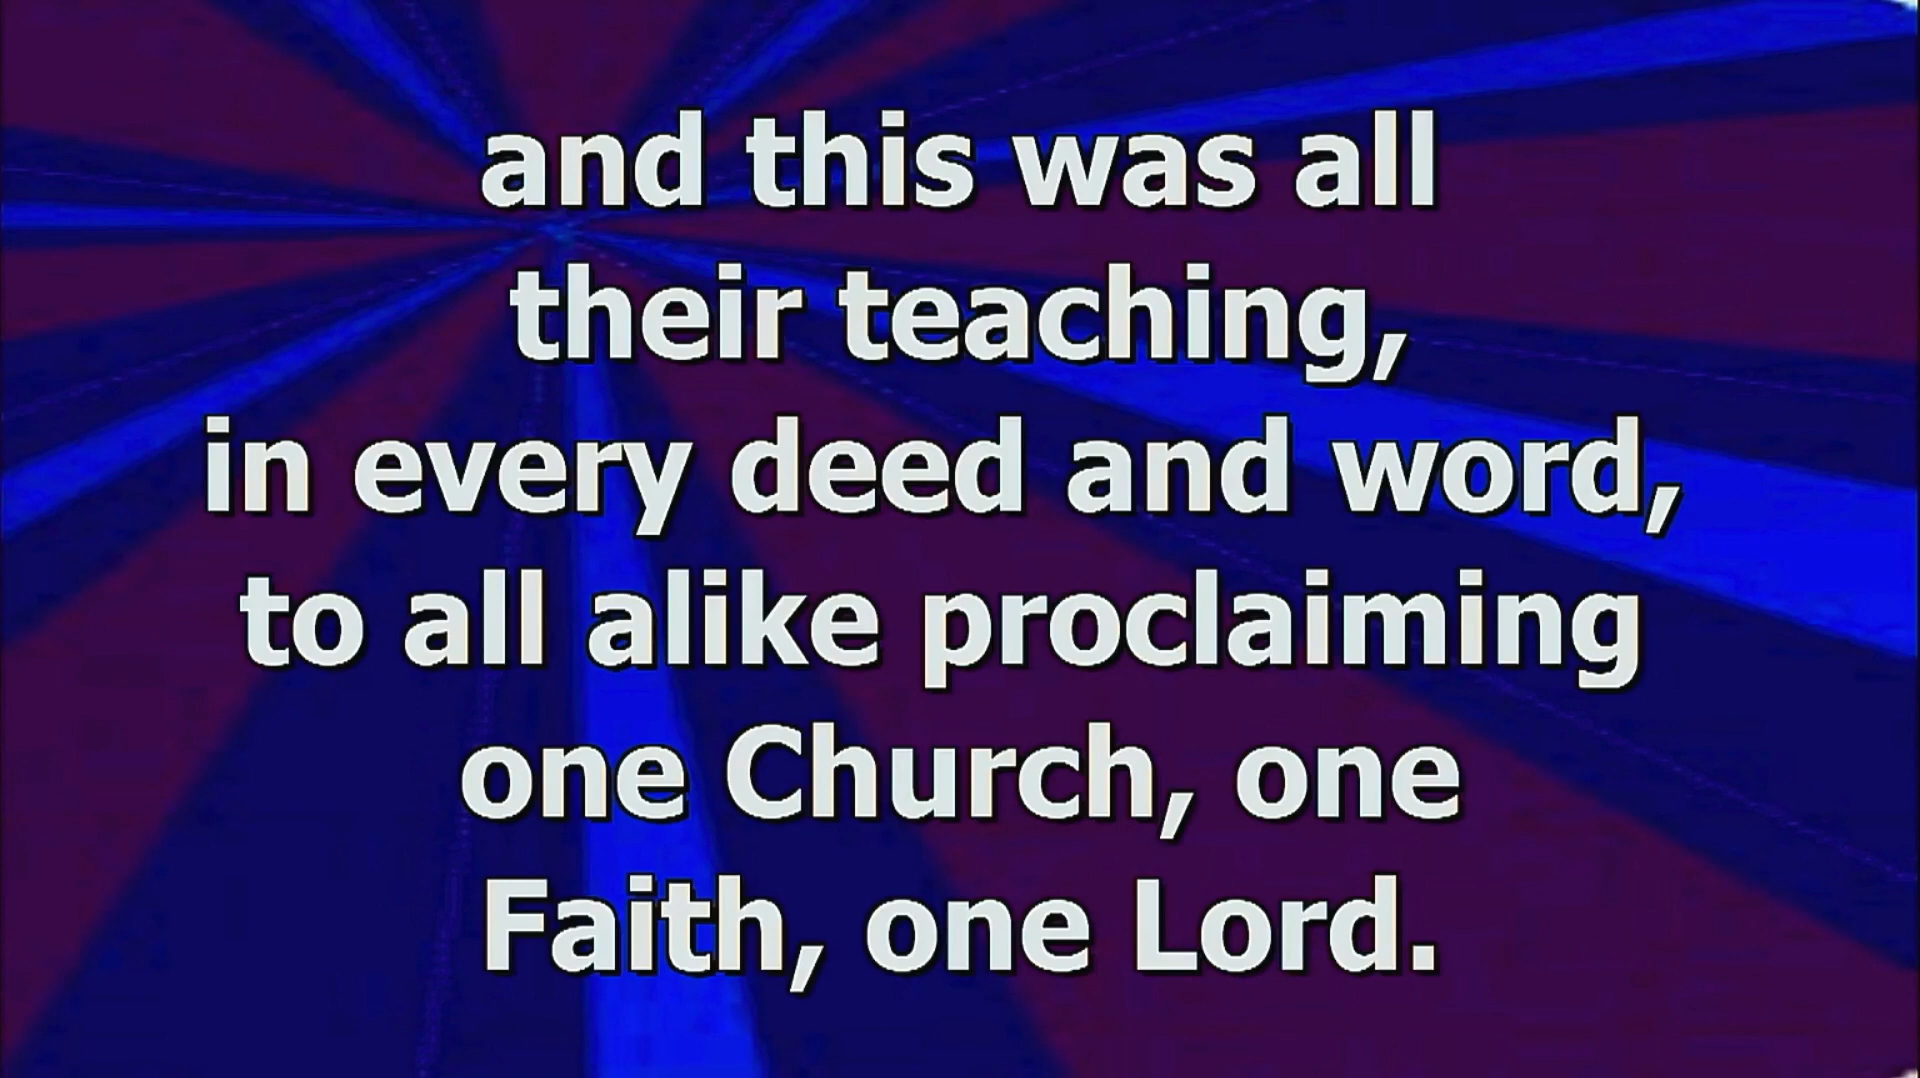 and this was all
their teaching,
in every deed and word,
to all alike proclaiming
one Church, one
Faith, one Lord.